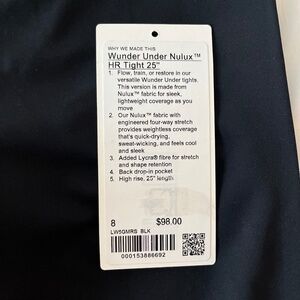 WHY WE MADE THIS
Wunder Under Nulux™
HR Tight 25"
1. Flow, train, or restore in our
versatile Wunder Under tights.
This version is made from
Nulux™ fabric for sleek,
lightweight coverage as you
move
2. Our Nulux™ fabric with
engineered four-way stretch
provides weightless coverage
that's quick-drying,
sweat-wicking, and feels cool
and sleek
3. Added Lycra® fibre for stretch
and shape retention
4. Back drop-in pocket
5. High rise, 25" length
8 $98.00
LW5GMRS BLK
000153886692